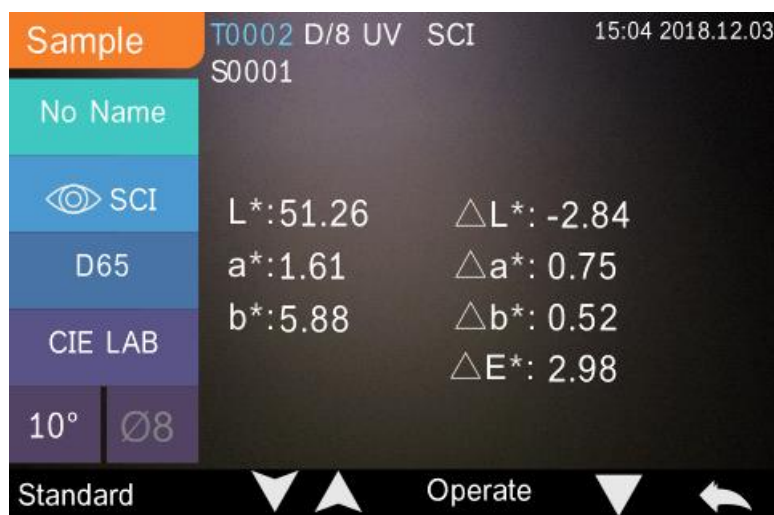 Sample
T0002 D/8 UV SCI
15:04 2018.12.03
S0001
No Name
SCI
D65
CIE LAB
10°
Ø8
L*:51.26
△L*: -2.84
a*:1.61
△a*: 0.75
b*:5.88
△b*: 0.52
△E*: 2.98
Standard
Operate